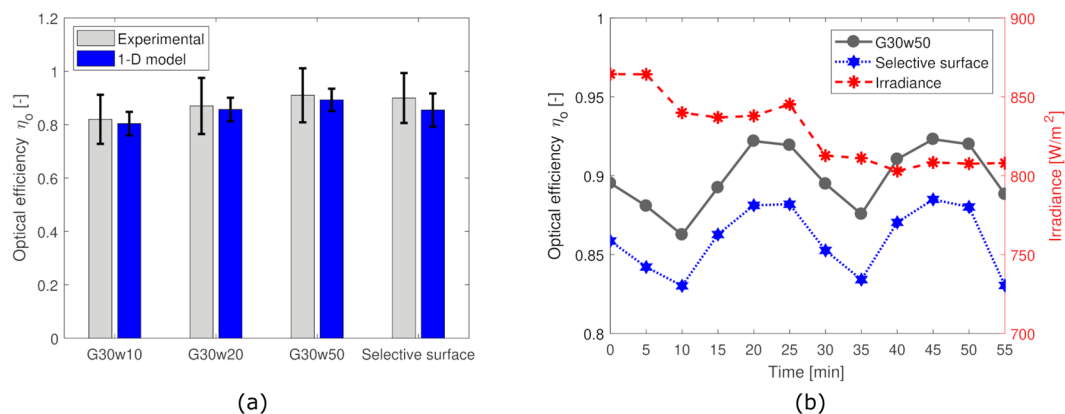 1.2
1
0.8
0.6
0.4
0.2
0
Optical efficiency η₀ [-]
Experimental
1-D model
G30w10
G30w20
G30w50
Selective surface
(a)
1
0.95
0.9
0.85
0.8
Optical efficiency η₀ [-]
G30w50
Selective surface
Irradiance
900
850
800
750
700
Irradiance [W/m²]
0 5 10 15 20 25 30 35 40 45 50 55
Time [min]
(b)